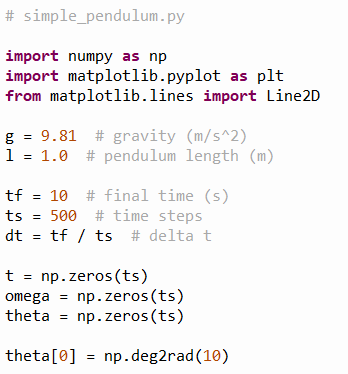 # simple_pendulum.py
import numpy as np
import matplotlib.pyplot as plt
from matplotlib.lines import Line2D
g = 9.81  # gravity (m/s^2)
l = 1.0  # pendulum length (m)
tf = 10  # final time (s)
ts = 500  # time steps
dt = tf / ts  # delta t
t = np.zeros(ts)
omega = np.zeros(ts)
theta = np.zeros(ts)
theta[0] = np.deg2rad(10)